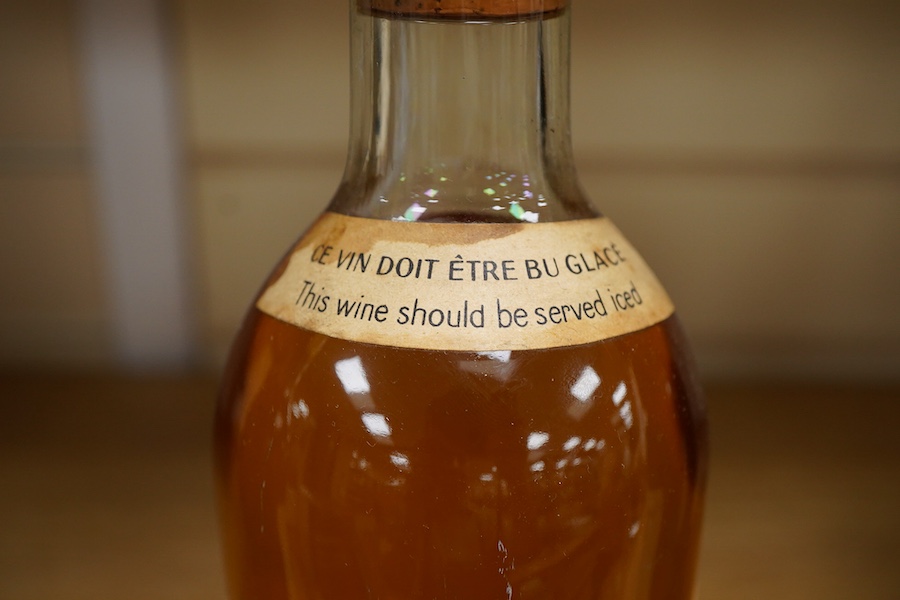 CE VIN DOIT ÊTRE BU GLACÉ
This wine should be served iced